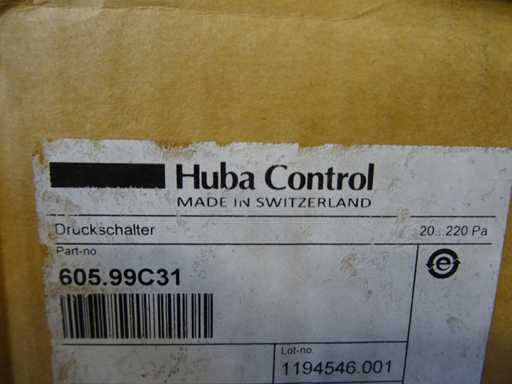 Huba Control
MADE IN SWITZERLAND
Druckschalter 20...220 Pa
Part-no.
605.99C31
Lot-no.
1194546.001